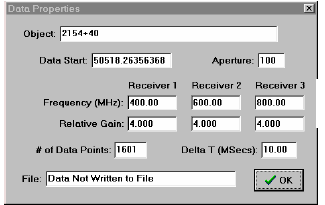 Data Properties
Object: 2154+40
Data Start: 50518.26356368 Aperture: 100
Receiver 1 Receiver 2 Receiver 3
Frequency (MHz): 400.00 600.00 800.00
Relative Gain: 4.000 4.000 4.000
# of Data Points: 1601 Delta T (MSecs): 10.00
File: Data Not Written to File OK